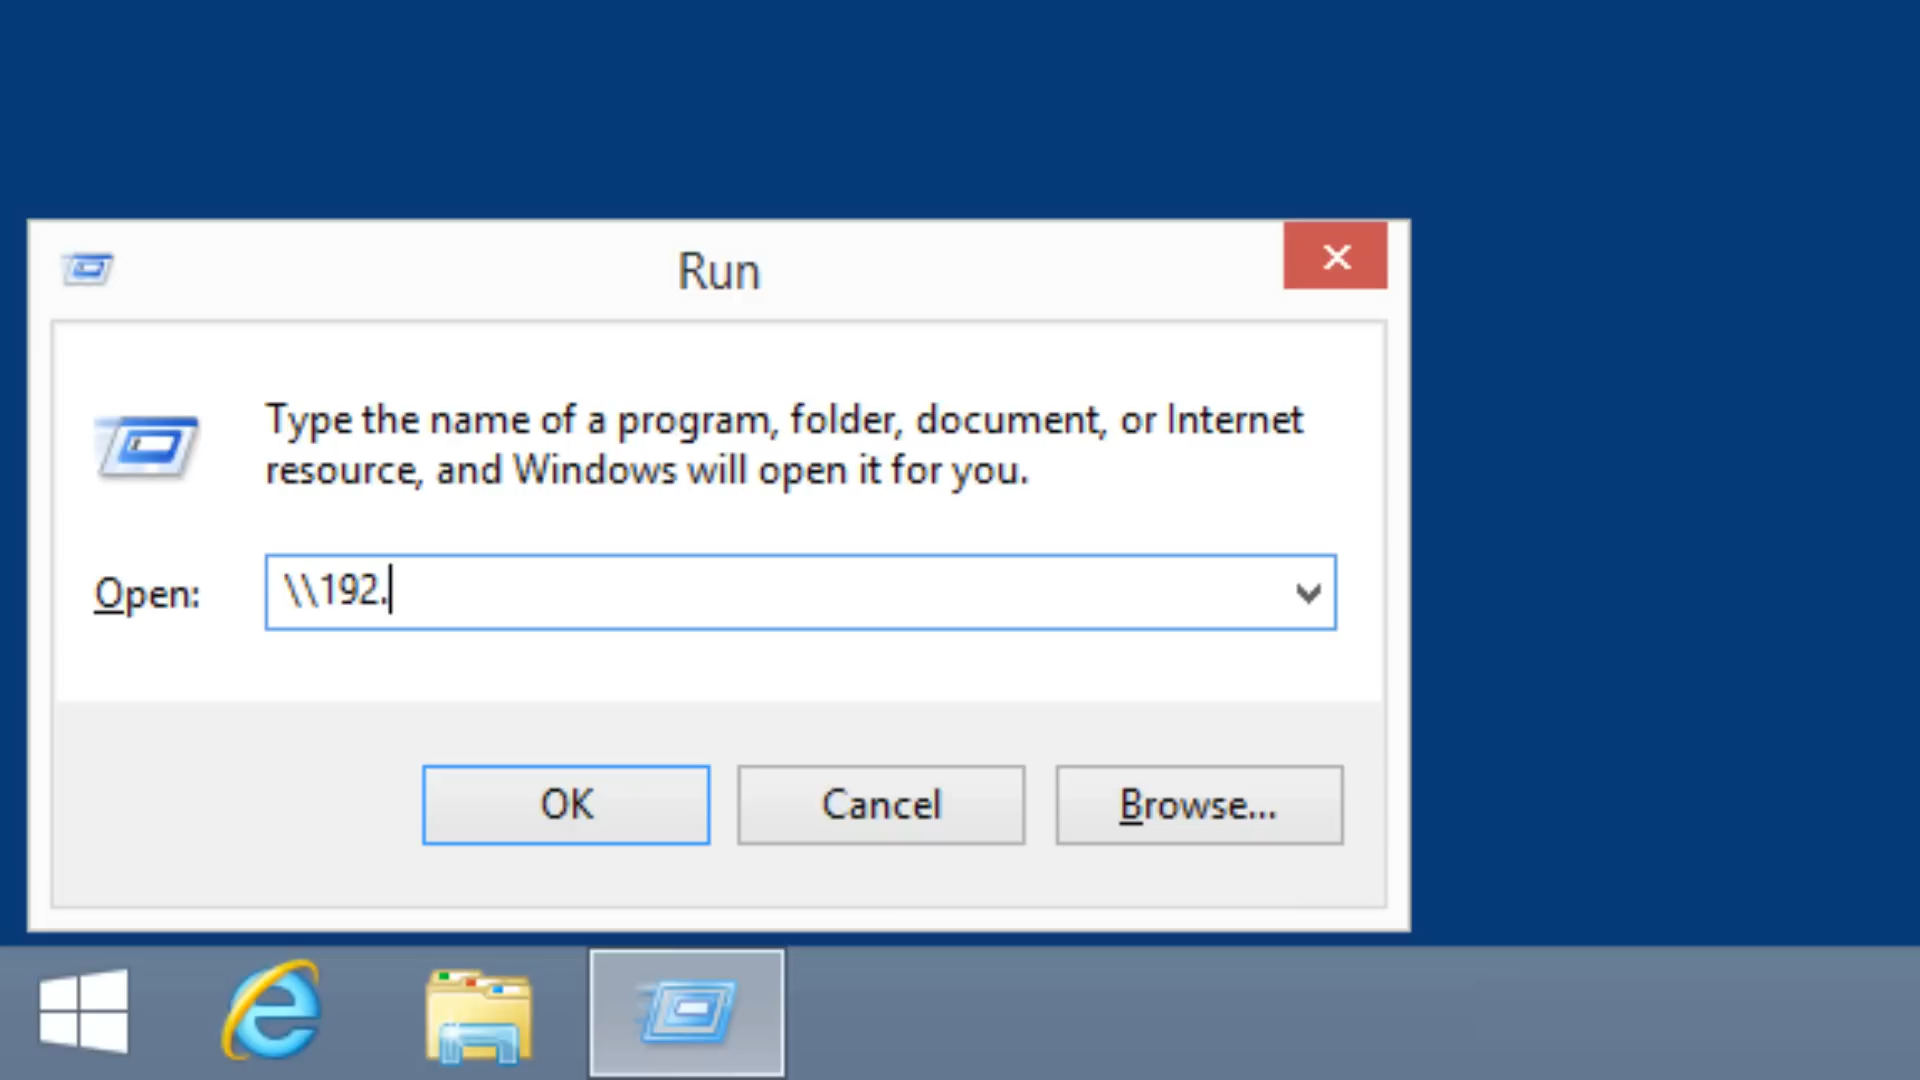 Run
Type the name of a program, folder, document, or Internet
resource, and Windows will open it for you.
Open:
\\192.
OK
Cancel
Browse...